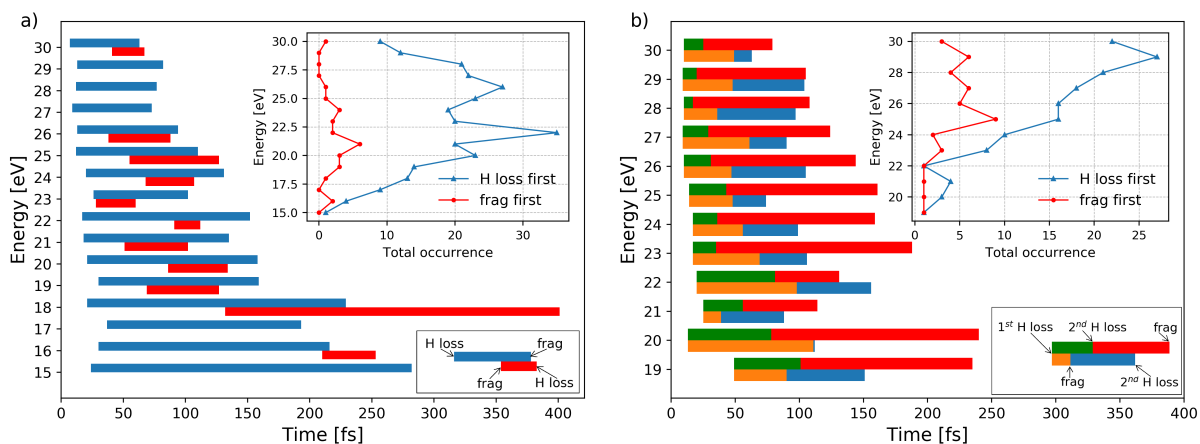 a)
Energy [eV]
30
29
28
27
26
25
24
23
22
21
20
19
18
17
16
15
0 50 100 150 200 250 300 350 400
Time [fs]
Energy [eV]
30.0
27.5
25.0
22.5
20.0
17.5
15.0
H loss first
frag first
0 10 20 30
Total occurrence
H loss
frag
frag
H loss
b)
Energy [eV]
30
29
28
27
26
25
24
23
22
21
20
19
0 50 100 150 200 250 300 350 400
Time [fs]
Energy [eV]
30
28
26
24
22
20
H loss first
frag first
0 5 10 15 20 25
Total occurrence
frag
1st H loss 2nd H loss
frag
2nd H loss